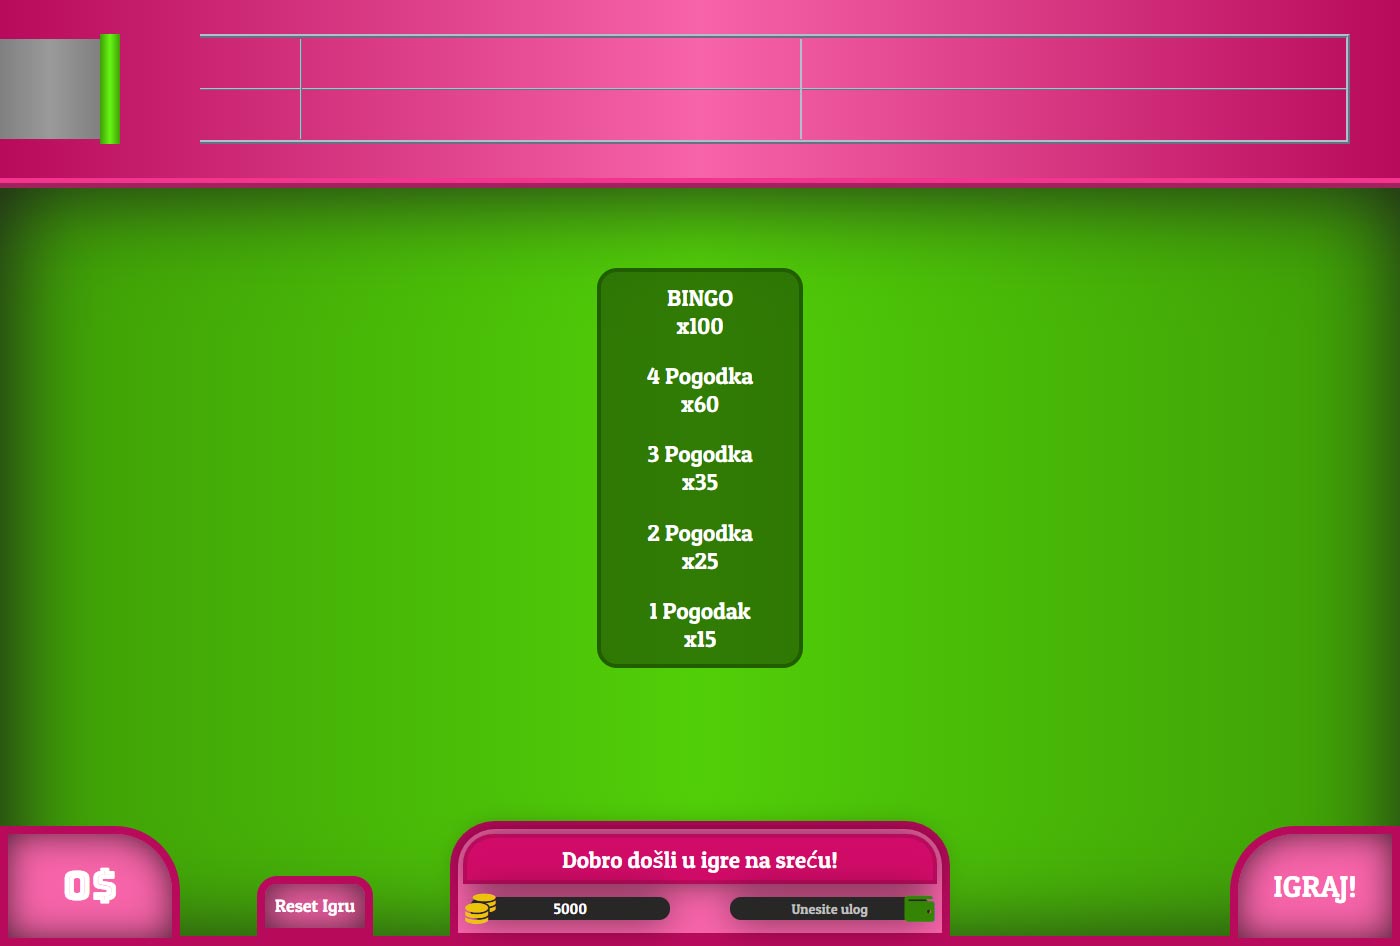 BINGO
x100
4 Pogodka
x60
3 Pogodka
x35
2 Pogodka
x25
1 Pogodak
x15
Dobro došli u igre na sreću!
0$
Reset Igru
5000
Unesite ulog
IGRAJ!